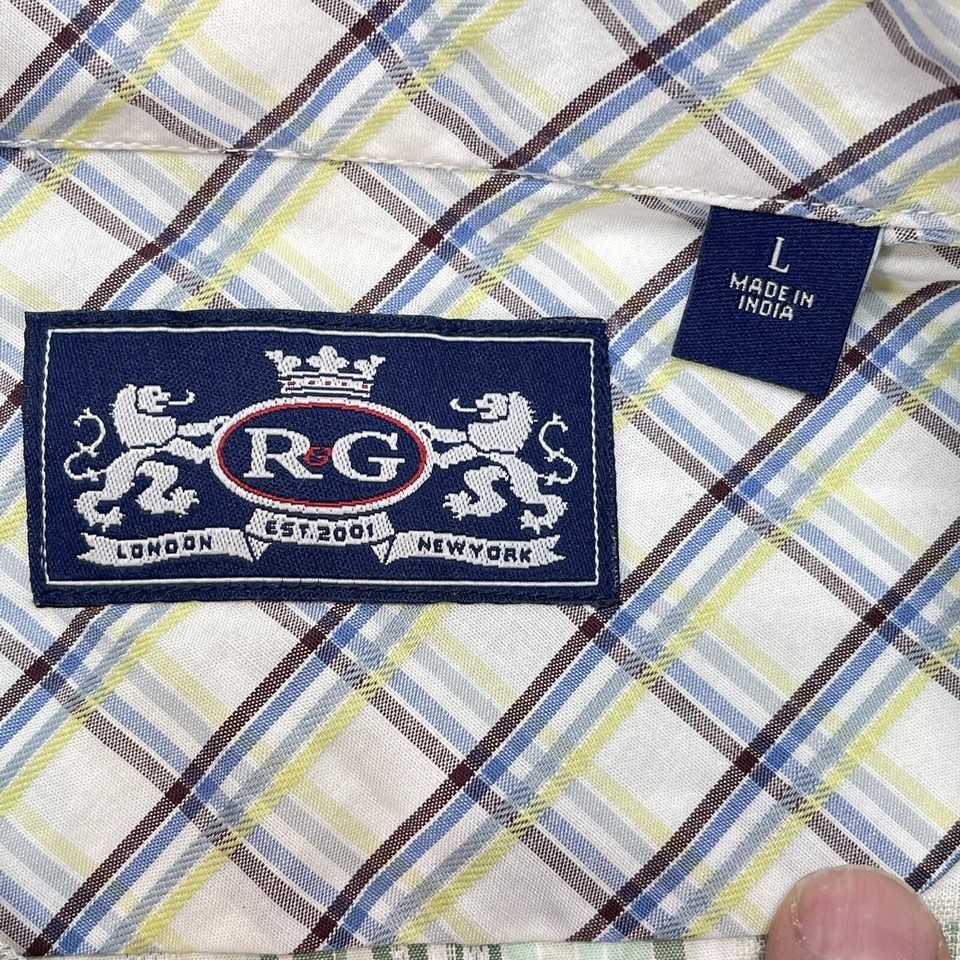 L
MADE IN
INDIA
R&G
EST. 2001
LONDON
NEW YORK